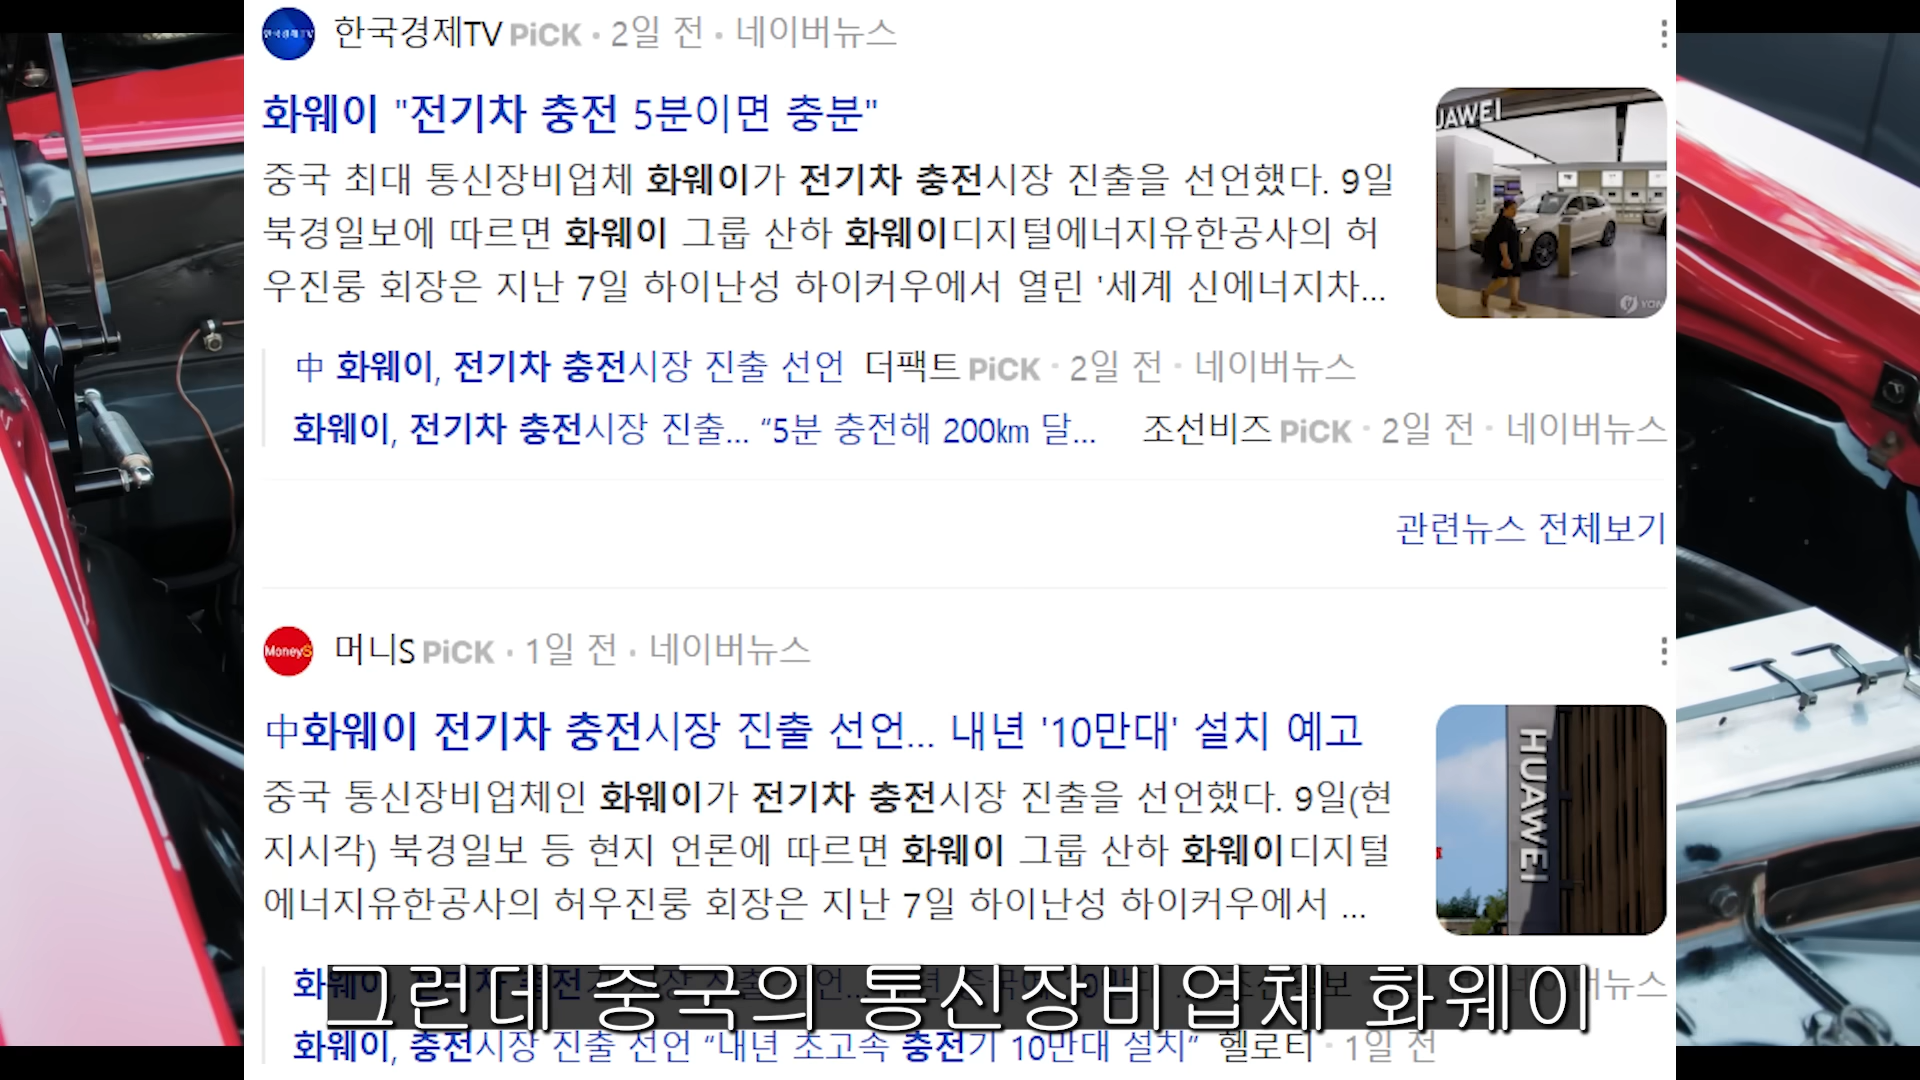 한국경제TV PiCK · 2일 전 · 네이버뉴스
화웨이 "전기차 충전 5분이면 충분"
중국 최대 통신장비업체 화웨이가 전기차 충전시장 진출을 선언했다. 9일
북경일보에 따르면 화웨이 그룹 산하 화웨이디지털에너지유한공사의 허
우진룽 회장은 지난 7일 하이난성 하이커우에서 열린 '세계 신에너지차...
UAWEI
中 화웨이, 전기차 충전시장 진출 선언 더팩트 PiCK · 2일 전 · 네이버뉴스
화웨이, 전기차 충전시장 진출... “5분 충전해 200㎞ 달... 조선비즈 PiCK · 2일 전 · 네이버뉴스
관련뉴스 전체보기
MoneyS
머니S PiCK · 1일 전 · 네이버뉴스
中화웨이 전기차 충전시장 진출 선언... 내년 '10만대' 설치 예고
중국 통신장비업체인 화웨이가 전기차 충전시장 진출을 선언했다. 9일(현
지시각) 북경일보 등 현지 언론에 따르면 화웨이 그룹 산하 화웨이디지털
에너지유한공사의 허우진룽 회장은 지난 7일 하이난성 하이커우에서 ...
HUAWEI
그런데 중국의 통신장비업체 화웨이
화웨이, 충전시장 진출 선언 “내년 초고속 충전기 10만대 설치” 헬로티 · 1일 전